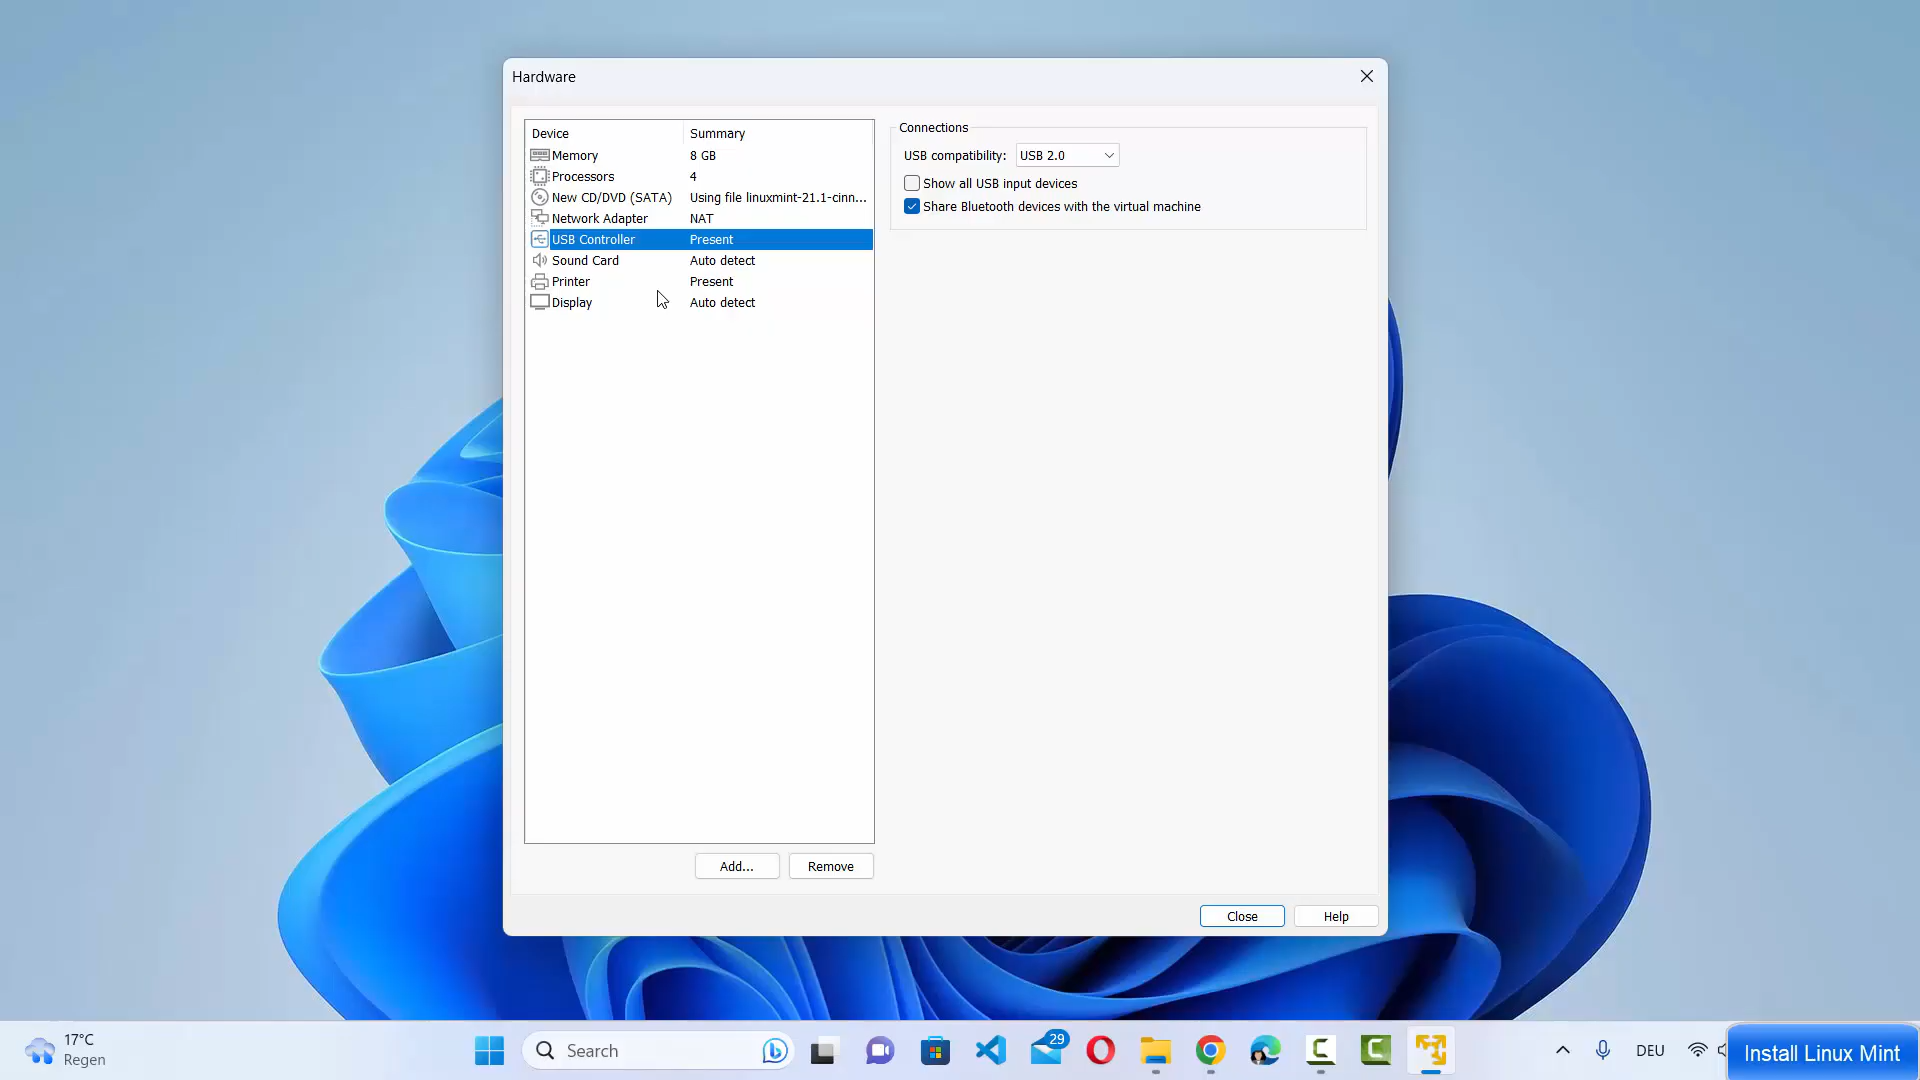 Hardware
Device Summary
Memory 8 GB
Processors 4
New CD/DVD (SATA) Using file linuxmint-21.1-cinn...
Network Adapter NAT
USB Controller Present
Sound Card Auto detect
Printer Present
Display Auto detect
Add...
Remove
Connections
USB compatibility: USB 2.0
Show all USB input devices
Share Bluetooth devices with the virtual machine
Close
Help
17°C
Regen
Search
29
DEU
Install Linux Mint